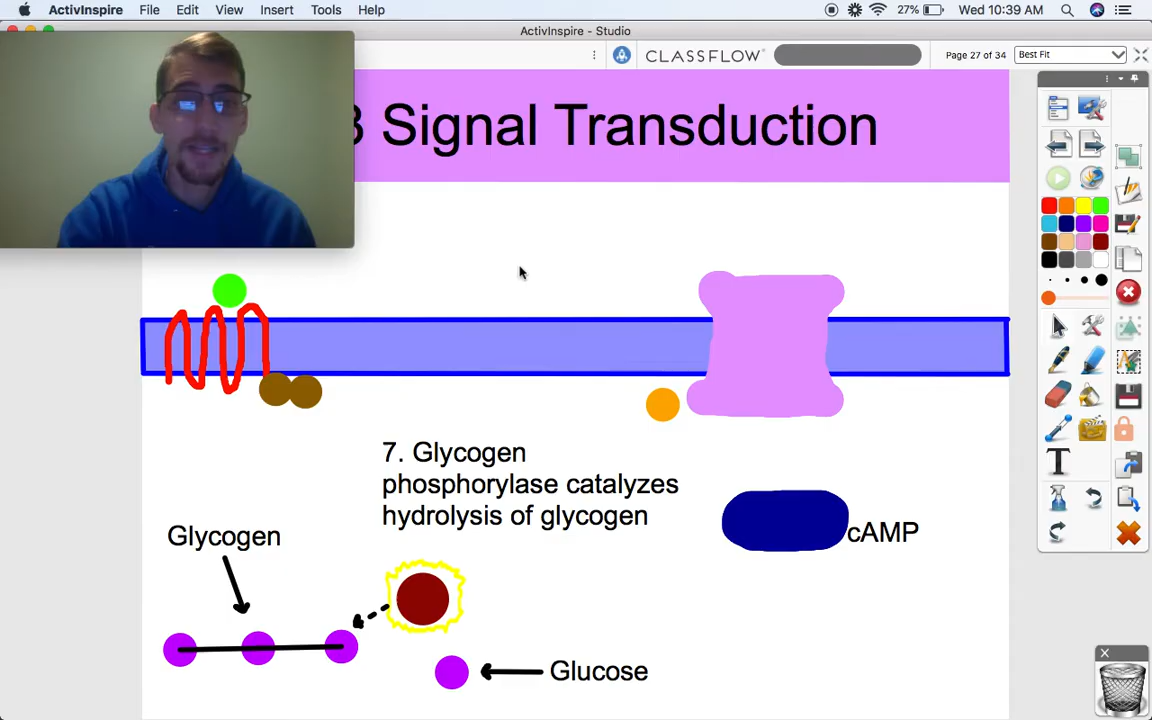 ActivInspire File Edit View Insert Tools Help 27% Wed 10:39 AM
ActivInspire - Studio
CLASSFLOW Page 27 of 34 Best Fit
Signal Transduction
7. Glycogen
phosphorylase catalyzes
hydrolysis of glycogen
Glycogen
cAMP
Glucose